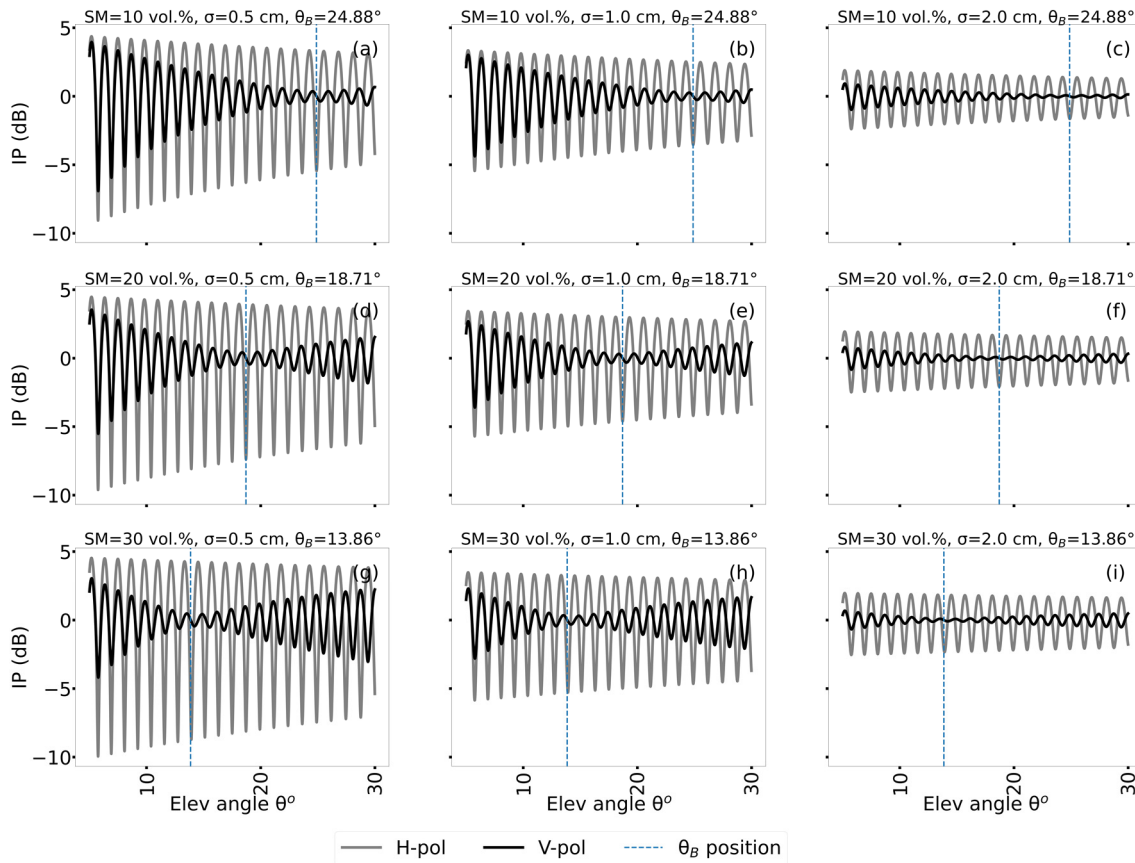 SM=10 vol.%, σ=0.5 cm, θB=24.88°
SM=10 vol.%, σ=1.0 cm, θB=24.88°
SM=10 vol.%, σ=2.0 cm, θB=24.88°
5
0
−5
−10
IP (dB)
(a)
(b)
(c)
SM=20 vol.%, σ=0.5 cm, θB=18.71°
SM=20 vol.%, σ=1.0 cm, θB=18.71°
SM=20 vol.%, σ=2.0 cm, θB=18.71°
5
0
−5
−10
IP (dB)
(d)
(e)
(f)
SM=30 vol.%, σ=0.5 cm, θB=13.86°
SM=30 vol.%, σ=1.0 cm, θB=13.86°
SM=30 vol.%, σ=2.0 cm, θB=13.86°
5
0
−5
−10
IP (dB)
(g)
(h)
(i)
10 20 30
10 20 30
10 20 30
Elev angle θo
Elev angle θo
Elev angle θo
H-pol V-pol θB position